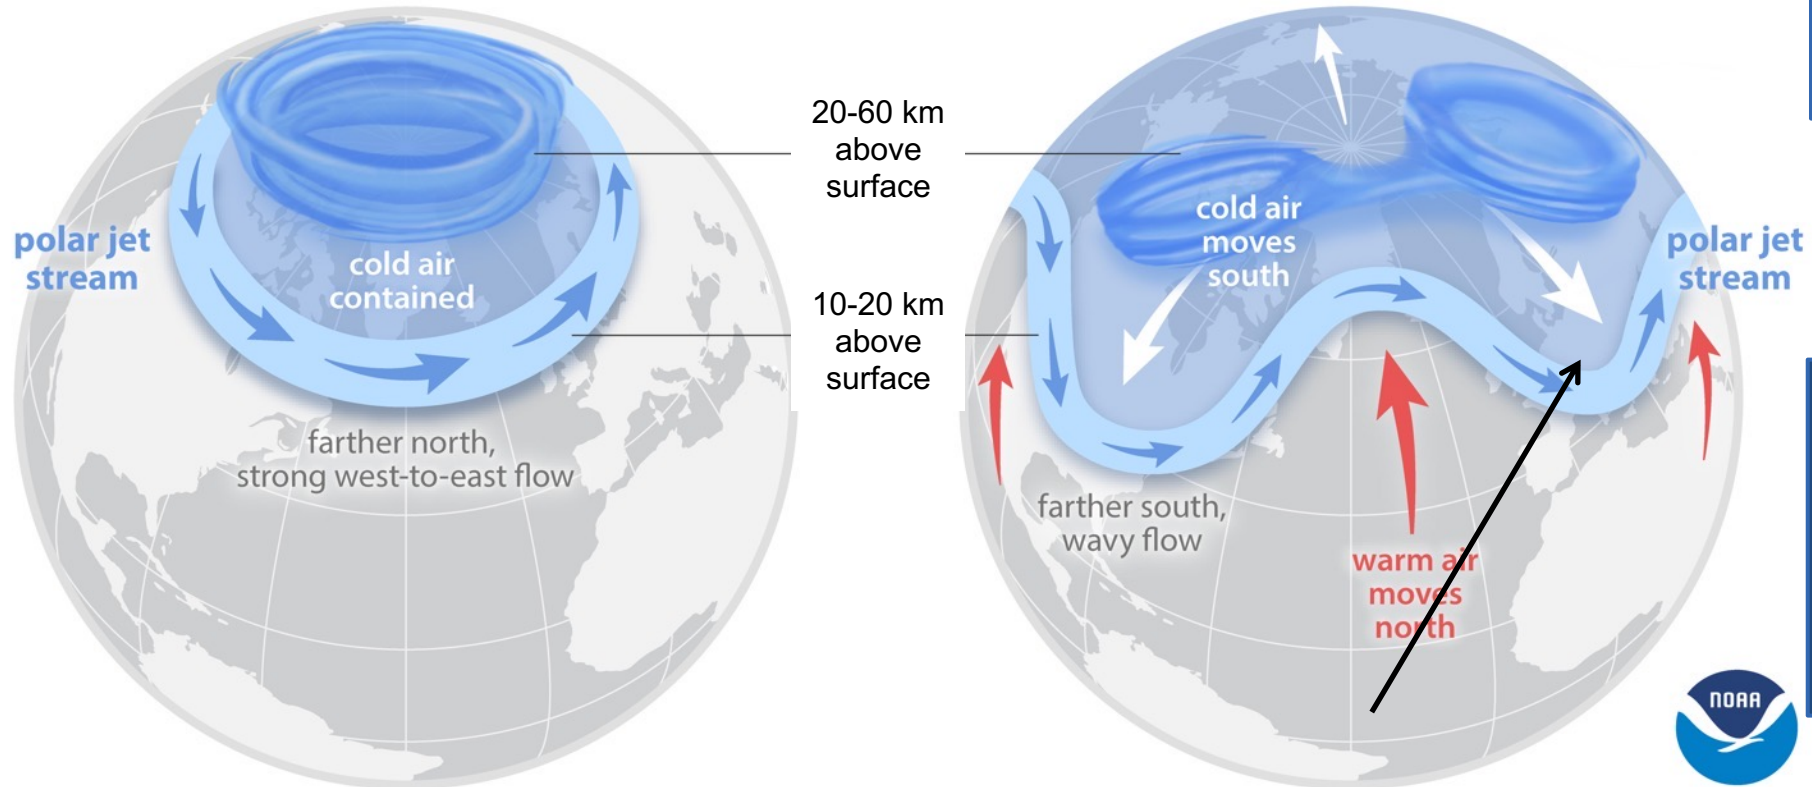 polar jet
stream
cold air
contained
farther north,
strong west-to-east flow
20-60 km
above
surface
10-20 km
above
surface
cold air
moves
south
polar jet
stream
farther south,
wavy flow
warm air
moves
north
NOAA